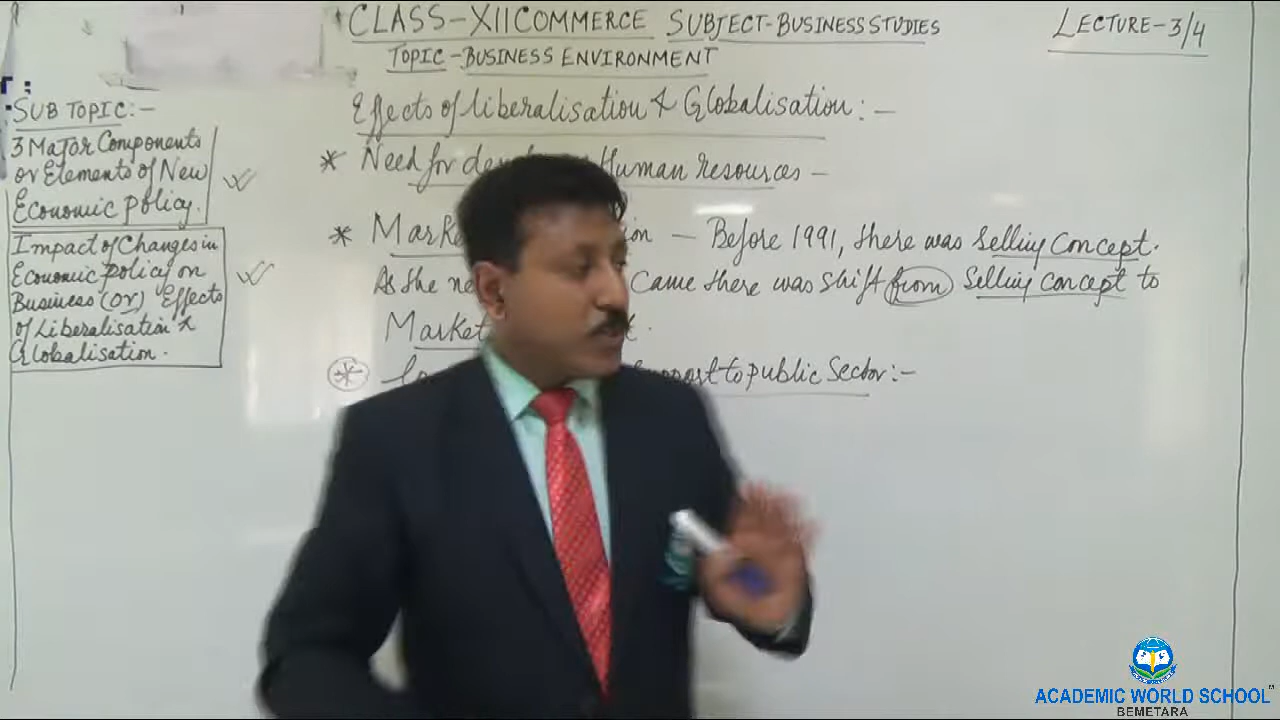 CLASS-XII COMMERCE SUBJECT-BUSINESS STUDIES
LECTURE-3/4
TOPIC-BUSINESS ENVIRONMENT
SUB TOPIC:-
3 Major Components
or Elements of New
Economic policy.
Impact of Changes in
Economic policy on
Business (or) Effects
of Liberalisation &
Globalisation.
Effects of liberalisation & Globalisation:-
* Need for Human resources -
* - Before 1991, there was Selling Concept.
As the Came there was shift from Selling concept to
Market
* to public Sector:-
ACADEMIC WORLD SCHOOL™
BEMETARA